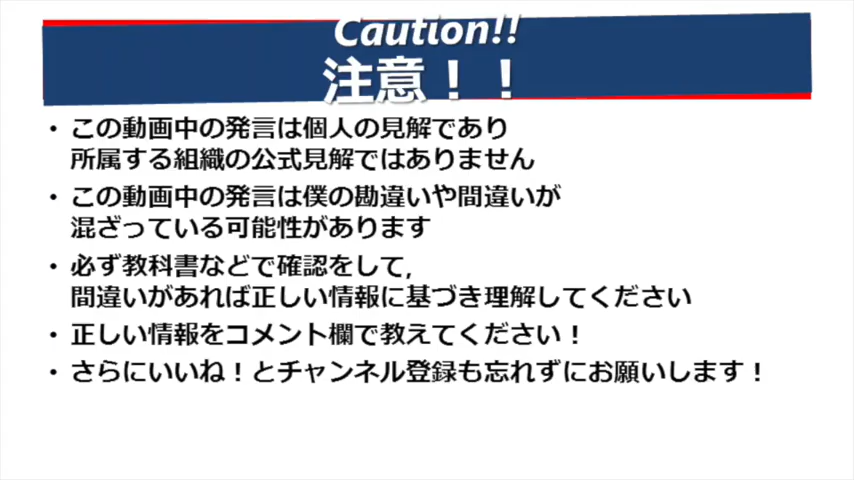 Caution!!
注意！！
・この動画中の発言は個人の見解であり
所属する組織の公式見解ではありません
・この動画中の発言は僕の勘違いや間違いが
混ざっている可能性があります
・必ず教科書などで確認をして,
間違いがあれば正しい情報に基づき理解してください
・正しい情報をコメント欄で教えてください！
・さらにいいね！とチャンネル登録も忘れずにお願いします！